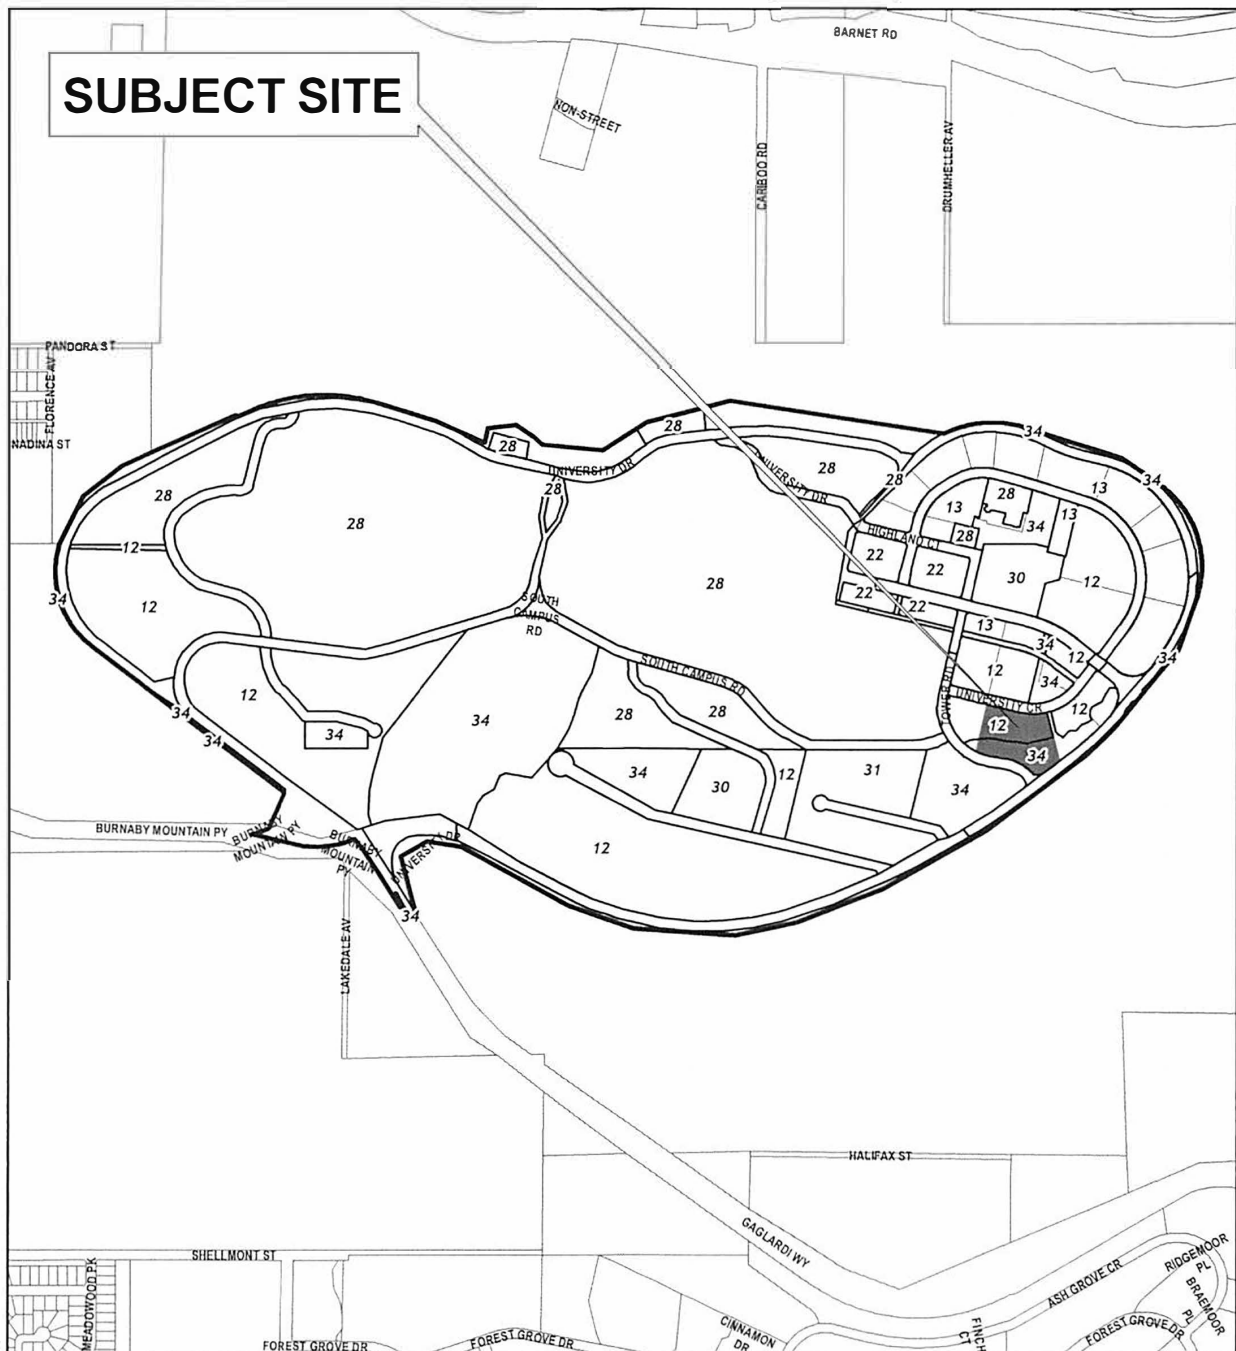 BARNET RD
SUBJECT SITE
NON-STREET
CARIBOO RD
DRUMHELLER AV
PANDORA ST
FLORENCE AV
NADINA ST
34
28
28
UNIVERSITY DR
28
UNIVERSITY DR
28
34
28
13
28
28
28
13
34
13
12
HIGHLAND CT
28
22
22
30
12
12
28
22
22
34
SOUTH
CAMPUS
RD
13
34
12
34
SOUTH CAMPUS RD
12
34
12
TOWER RD
UNIVERSITY CR
34
34
28
28
12
12
34
34
34
34
30
12
31
34
BURNABY MOUNTAIN PY
BURNABY
MOUNTAIN PY
BURNABY
MOUNTAIN
PY
UNIVERSITY DR
12
34
LAKEDALE AV
HALIFAX ST
GAGLARDI WY
SHELLMONT ST
MEADOWOOD PK
ASH GROVE CR
RIDGEMOOR
PL
BRAEMOOR
PL
FOREST GROVE DR
FOREST GROVE DR
CINNAMON
DR
FINCH
CT
FOREST GROVE DR